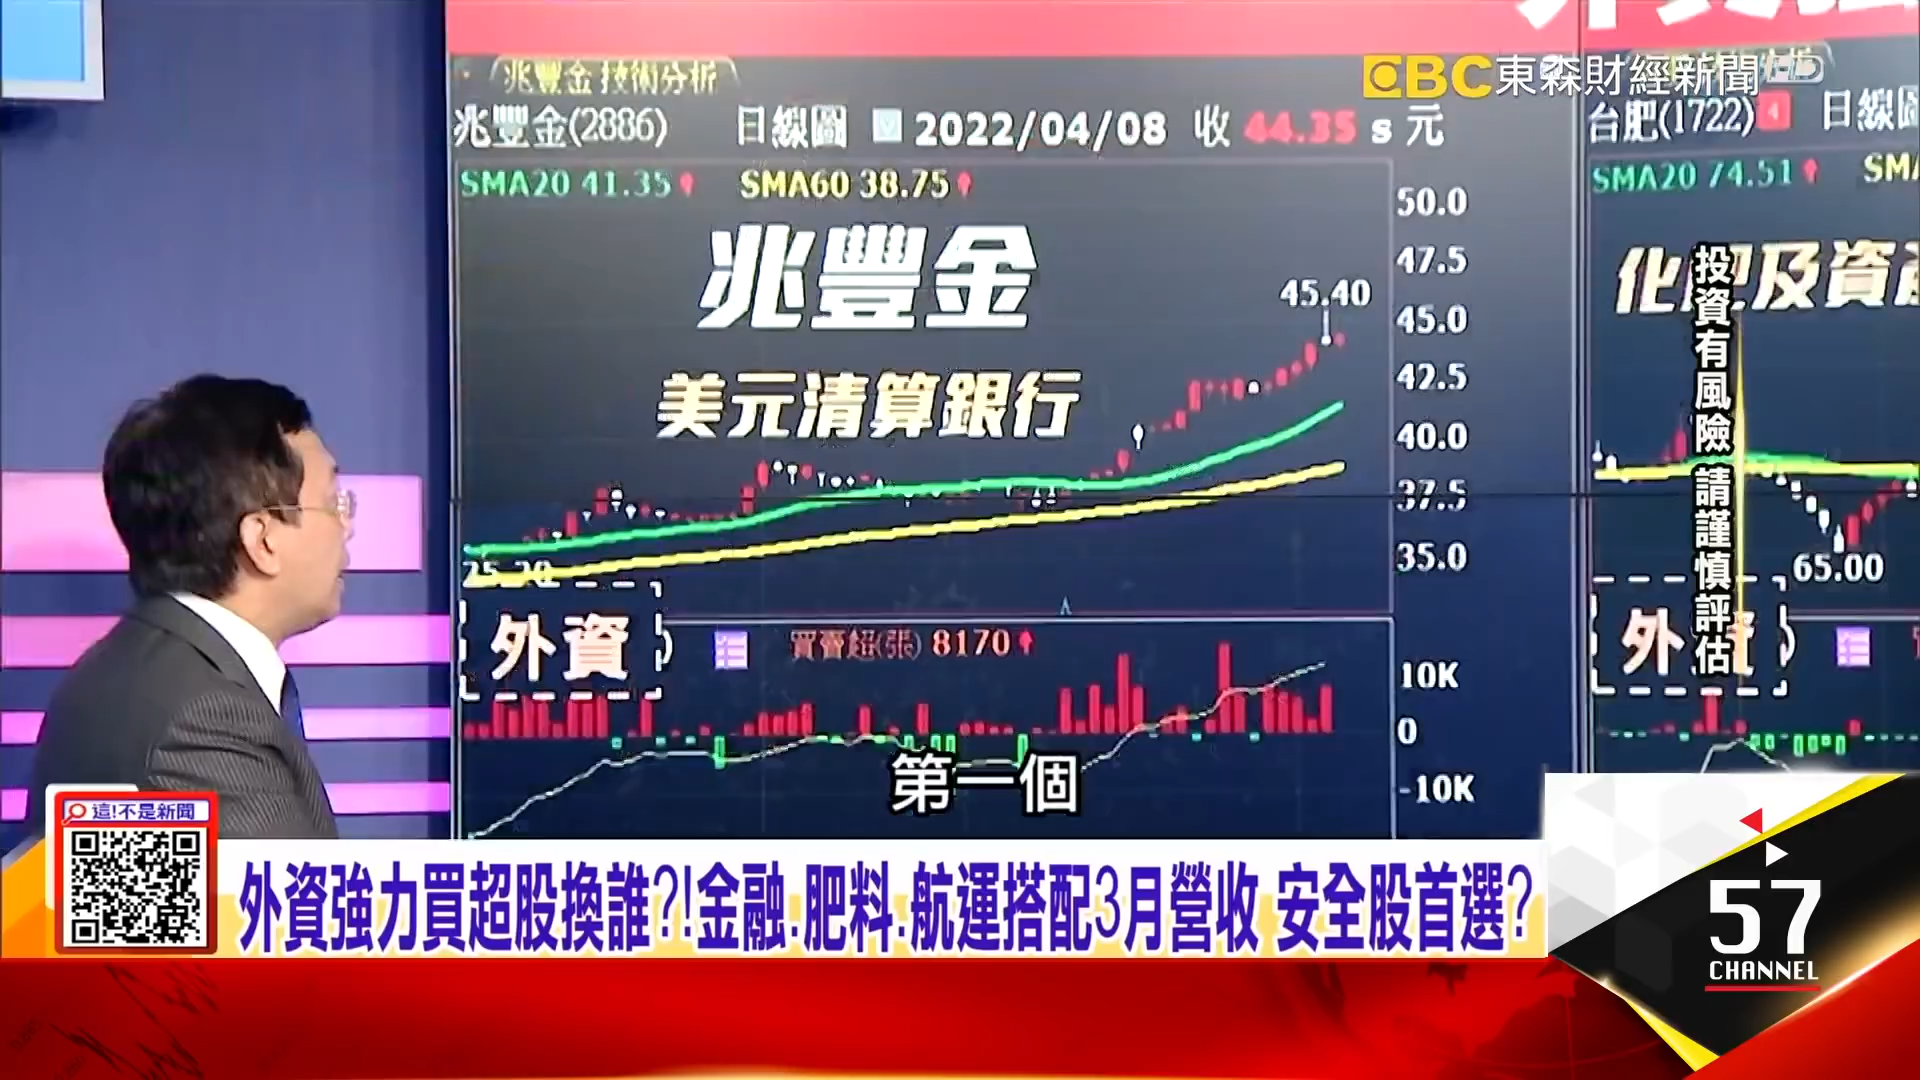 兆豐金 技術分析
EBC 東森財經新聞
兆豐金(2886) 日線圖 2022/04/08 收 44.35 s 元
SMA20 41.35 SMA60 38.75
兆豐金
美元清算銀行
45.40
50.0
47.5
45.0
42.5
40.0
37.5
35.0
外資
買賣超(張) 8170
10K
0
-10K
台肥(1722) 日線圖
SMA20 74.51
化肥及資
65.00
外資
投資有風險 請謹慎評估
第一個
這!不是新聞
外資強力買超股換誰?!金融.肥料.航運搭配3月營收 安全股首選?
57
CHANNEL